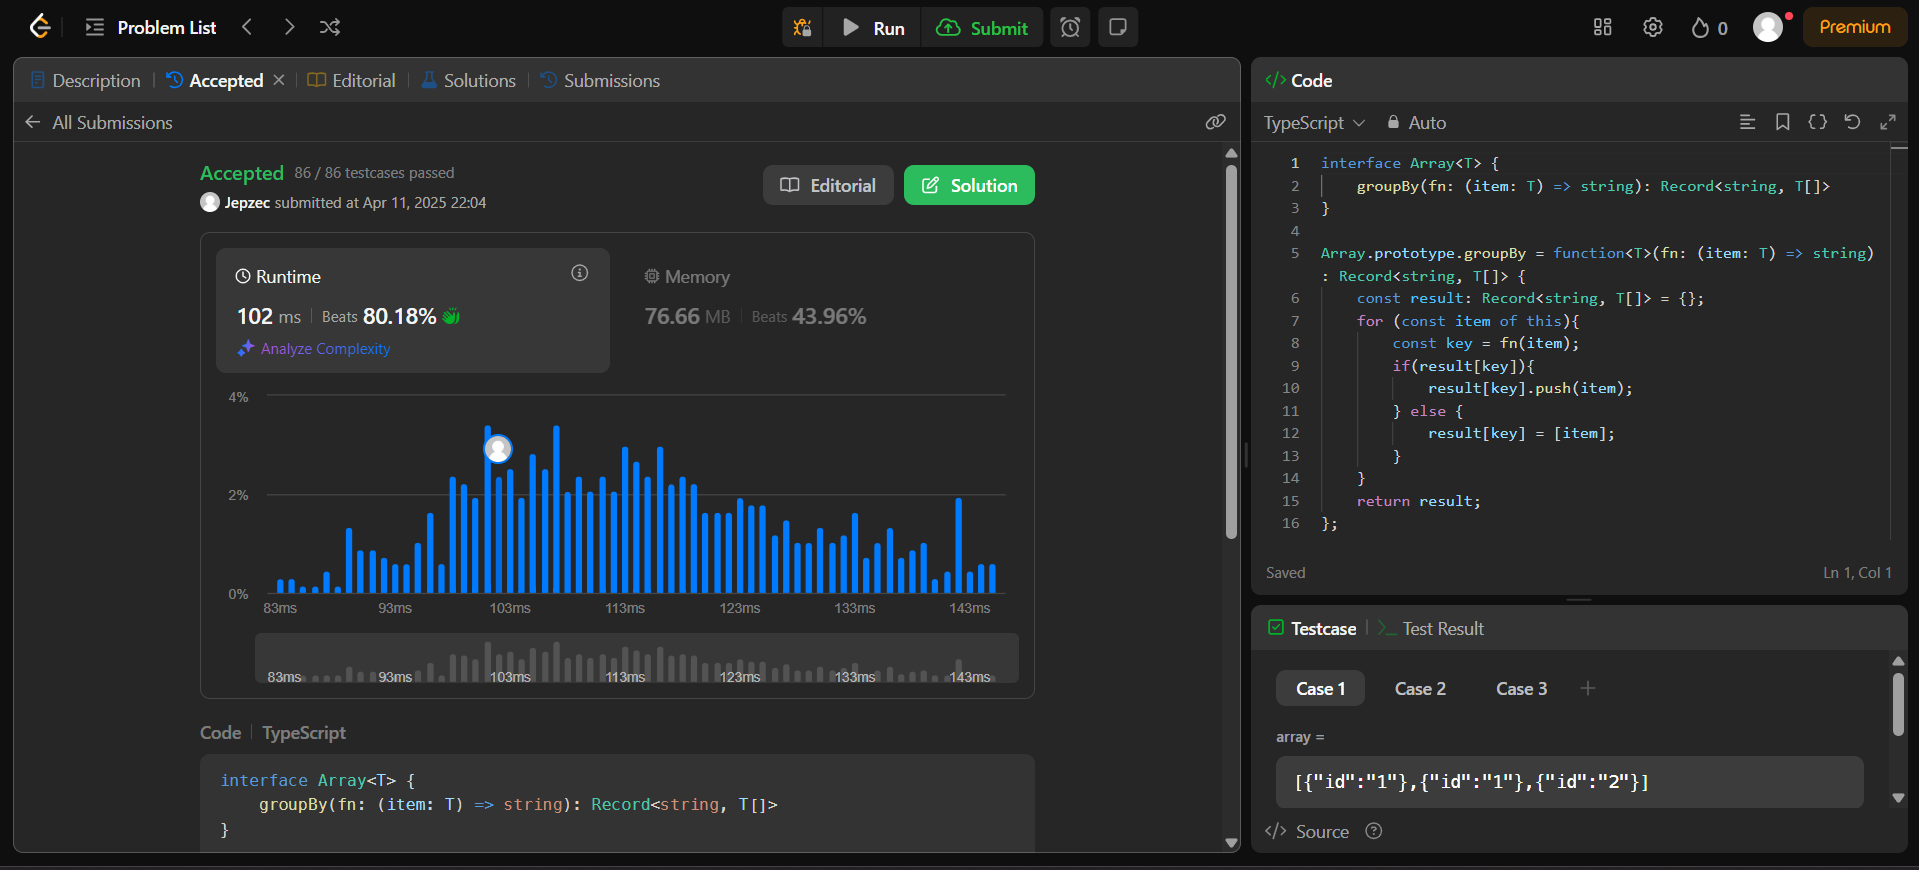 Problem List
Run
Submit
0
Premium
Description
Accepted
Editorial
Solutions
Submissions
All Submissions
Accepted 86 / 86 testcases passed
Jepzec submitted at Apr 11, 2025 22:04
Editorial
Solution
Runtime
102 ms | Beats 80.18%
Analyze Complexity
Memory
76.66 MB | Beats 43.96%
4%
2%
0%
83ms 93ms 103ms 113ms 123ms 133ms 143ms
83ms 93ms 103ms 113ms 123ms 133ms 143ms
Code | TypeScript
interface Array<T> {
    groupBy(fn: (item: T) => string): Record<string, T[]>
}
</> Code
TypeScript
Auto
1 interface Array<T> {
2     groupBy(fn: (item: T) => string): Record<string, T[]>
3 }
4
5 Array.prototype.groupBy = function<T>(fn: (item: T) => string)
: Record<string, T[]> {
6     const result: Record<string, T[]> = {};
7     for (const item of this){
8         const key = fn(item);
9         if(result[key]){
10             result[key].push(item);
11         } else {
12             result[key] = [item];
13         }
14     }
15     return result;
16 };
Saved
Ln 1, Col 1
Testcase
Test Result
Case 1
Case 2
Case 3
array =
[{"id":"1"},{"id":"1"},{"id":"2"}]
</> Source